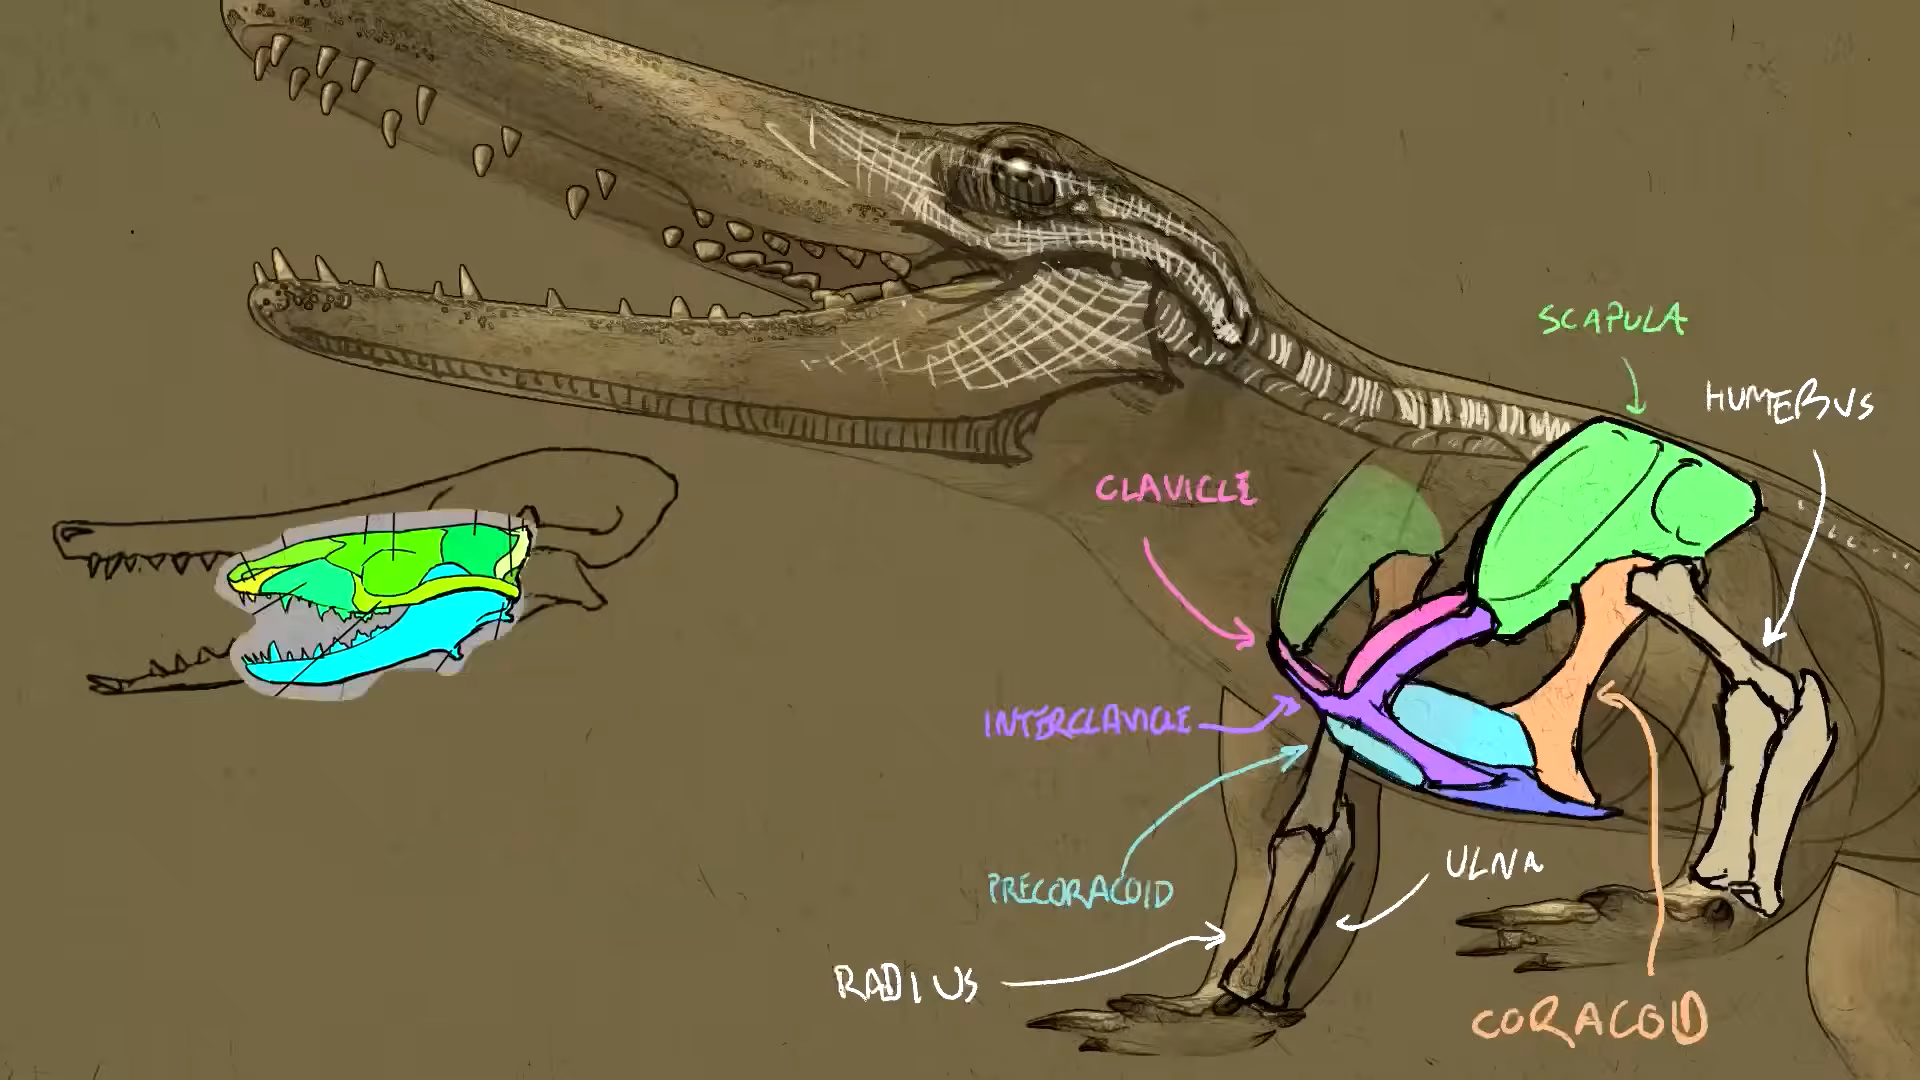 SCAPULA
HUMERUS
CLAVICLE
INTERCLAVICLE
PRECORACOID
ULNA
RADIUS
CORACOID